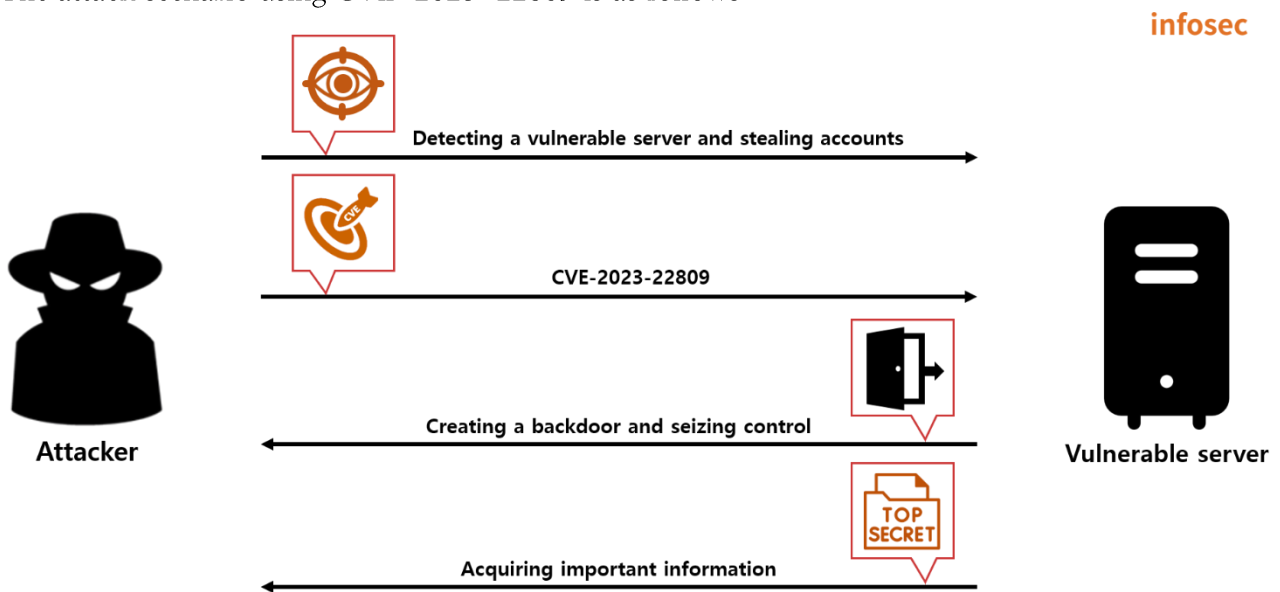 infosec
Detecting a vulnerable server and stealing accounts
CVE
CVE-2023-22809
Creating a backdoor and seizing control
Attacker
Vulnerable server
TOP
SECRET
Acquiring important information